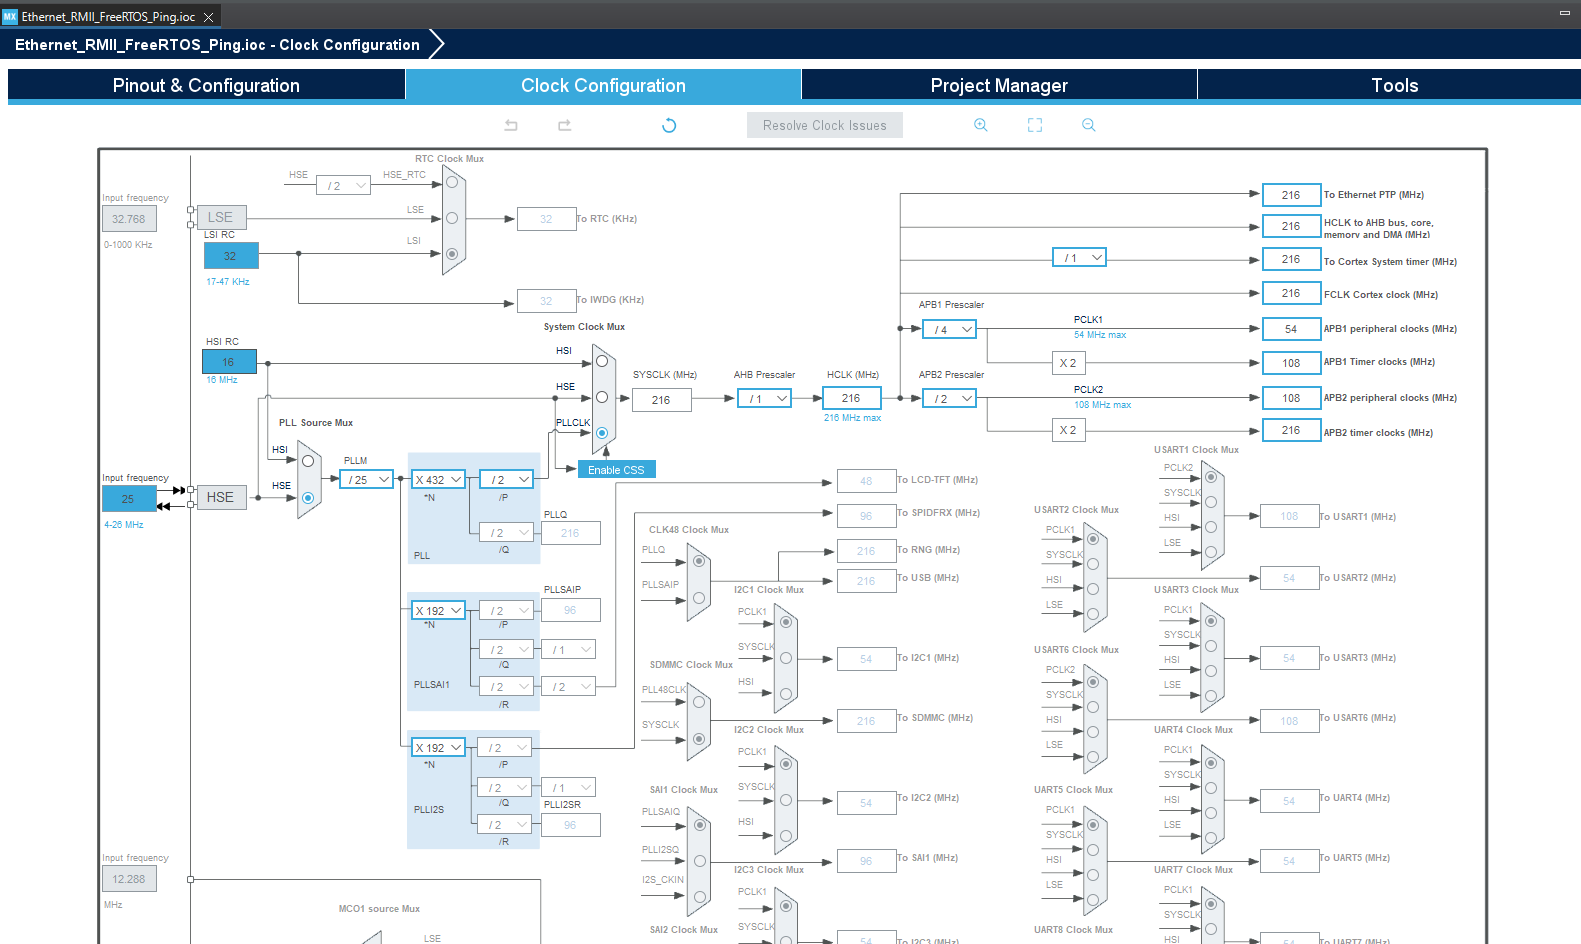 MX Ethernet_RMII_FreeRTOS_Ping.ioc
Ethernet_RMII_FreeRTOS_Ping.ioc - Clock Configuration
Pinout & Configuration
Clock Configuration
Project Manager
Tools
Resolve Clock Issues
RTC Clock Mux
HSE
/ 2
HSE_RTC
Input frequency
32.768
0-1000 KHz
LSE
LSE
32
To RTC (KHz)
LSI RC
32
17-47 KHz
LSI
32
To IWDG (KHz)
System Clock Mux
HSI RC
16
16 MHz
HSI
HSE
PLLCLK
SYSCLK (MHz)
216
AHB Prescaler
/ 1
HCLK (MHz)
216
216 MHz max
Enable CSS
216
To Ethernet PTP (MHz)
216
HCLK to AHB bus, core,
memory and DMA (MHz)
/ 1
216
To Cortex System timer (MHz)
216
FCLK Cortex clock (MHz)
APB1 Prescaler
/ 4
PCLK1
54 MHz max
54
APB1 peripheral clocks (MHz)
X 2
108
APB1 Timer clocks (MHz)
APB2 Prescaler
/ 2
PCLK2
108 MHz max
108
APB2 peripheral clocks (MHz)
X 2
216
APB2 timer clocks (MHz)
PLL Source Mux
HSI
HSE
Input frequency
25
4-26 MHz
HSE
PLLM
/ 25
X 432
*N
/ 2
/P
PLLQ
/ 2
216
/Q
PLL
PLLSAIP
X 192
*N
/ 2
96
/P
/ 2
/ 1
/Q
PLLSAI1
/ 2
/ 2
/R
X 192
*N
/ 2
/P
/ 2
/ 1
/Q
PLLI2SR
PLLI2S
/ 2
96
/R
48
To LCD-TFT (MHz)
96
To SPIDFRX (MHz)
CLK48 Clock Mux
PLLQ
PLLSAIP
216
To RNG (MHz)
216
To USB (MHz)
I2C1 Clock Mux
PCLK1
SYSCLK
HSI
54
To I2C1 (MHz)
SDMMC Clock Mux
PLL48CLK
SYSCLK
216
To SDMMC (MHz)
I2C2 Clock Mux
PCLK1
SYSCLK
HSI
54
To I2C2 (MHz)
SAI1 Clock Mux
PLLSAIQ
PLLI2SQ
I2S_CKIN
96
To SAI1 (MHz)
I2C3 Clock Mux
PCLK1
SYSCLK
54
To I2C3 (MHz)
SAI2 Clock Mux
USART1 Clock Mux
PCLK2
SYSCLK
HSI
LSE
108
To USART1 (MHz)
USART2 Clock Mux
PCLK1
SYSCLK
HSI
LSE
54
To USART2 (MHz)
USART3 Clock Mux
PCLK1
SYSCLK
HSI
LSE
54
To USART3 (MHz)
USART6 Clock Mux
PCLK2
SYSCLK
HSI
LSE
108
To USART6 (MHz)
UART4 Clock Mux
PCLK1
SYSCLK
HSI
LSE
54
To UART4 (MHz)
UART5 Clock Mux
PCLK1
SYSCLK
HSI
LSE
54
To UART5 (MHz)
UART7 Clock Mux
PCLK1
SYSCLK
HSI
54
To UART7 (MHz)
UART8 Clock Mux
Input frequency
12.288
MHz
MCO1 source Mux
LSE